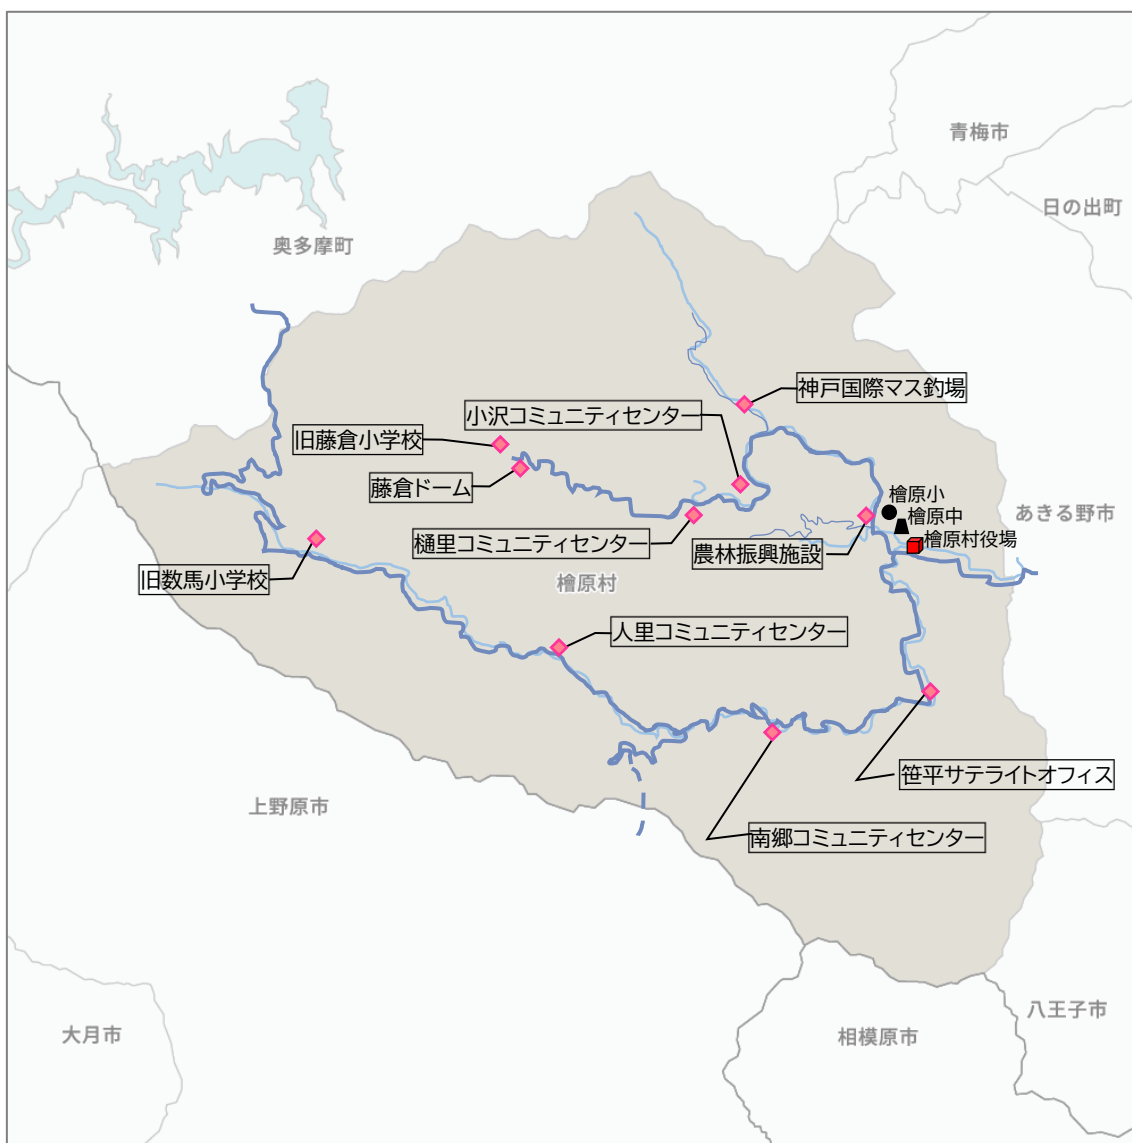 青梅市
日の出町
奥多摩町
神戸国際マス釣場
小沢コミュニティセンター
旧藤倉小学校
藤倉ドーム
檜原小
檜原中
あきる野市
檜原村役場
樋里コミュニティセンター
農林振興施設
旧数馬小学校
檜原村
人里コミュニティセンター
笹平サテライトオフィス
上野原市
南郷コミュニティセンター
八王子市
大月市
相模原市